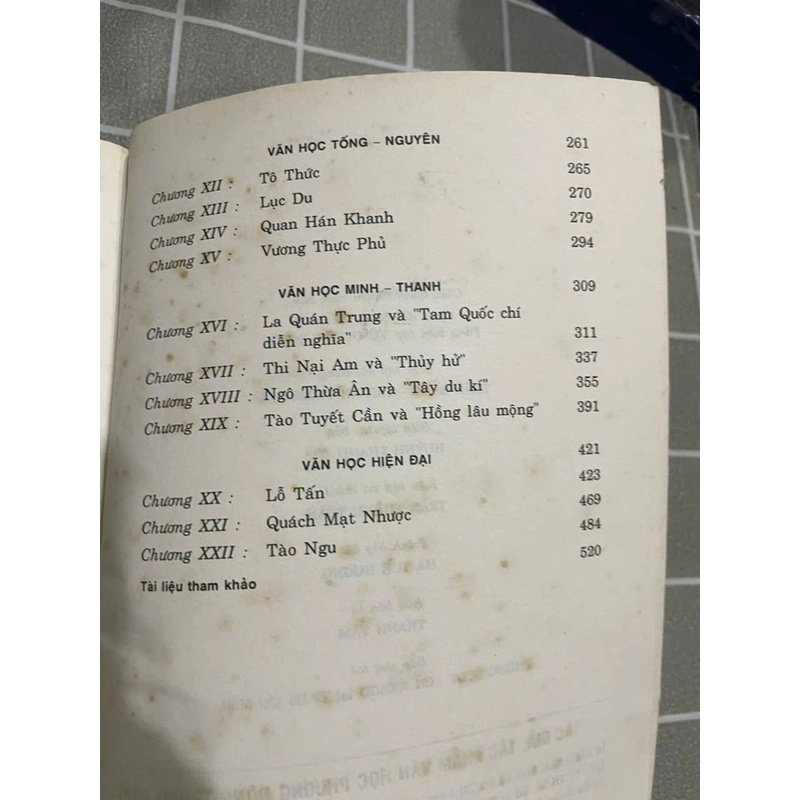 VĂN HỌC TỐNG – NGUYÊN 261
Chương XII : Tô Thức 265
Chương XIII : Lục Du 270
Chương XIV : Quan Hán Khanh 279
Chương XV : Vương Thực Phủ 294
VĂN HỌC MINH – THANH 309
Chương XVI : La Quán Trung và "Tam Quốc chí
diễn nghĩa" 311
Chương XVII : Thi Nại Am và "Thủy hử" 337
Chương XVIII : Ngô Thừa Ân và "Tây du kí" 355
Chương XIX : Tào Tuyết Cần và "Hồng lâu mộng" 391
VĂN HỌC HIỆN ĐẠI 421
Chương XX : Lỗ Tấn 423
Chương XXI : Quách Mạt Nhược 469
Chương XXII : Tào Ngu 484
Tài liệu tham khảo 520